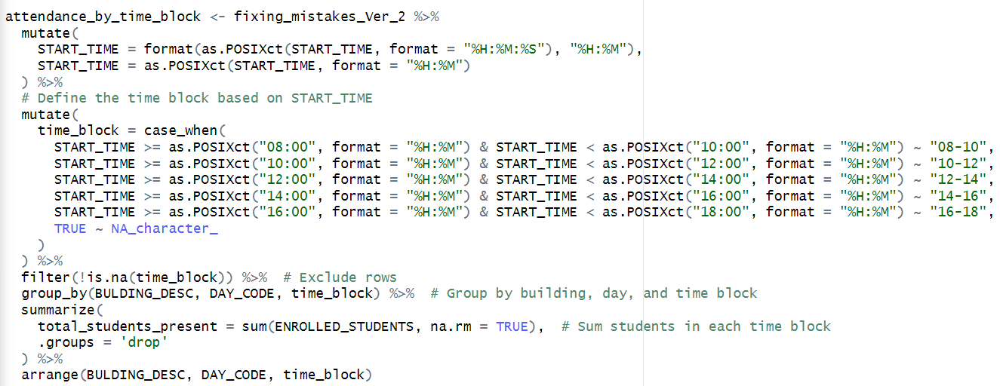 attendance_by_time_block <- fixing_mistakes_Ver_2 %>%
  mutate(
    START_TIME = format(as.POSIXct(START_TIME, format = "%H:%M:%S"), "%H:%M"),
    START_TIME = as.POSIXct(START_TIME, format = "%H:%M")
  ) %>%
  # Define the time block based on START_TIME
  mutate(
    time_block = case_when(
      START_TIME >= as.POSIXct("08:00", format = "%H:%M") & START_TIME < as.POSIXct("10:00", format = "%H:%M") ~ "08-10",
      START_TIME >= as.POSIXct("10:00", format = "%H:%M") & START_TIME < as.POSIXct("12:00", format = "%H:%M") ~ "10-12",
      START_TIME >= as.POSIXct("12:00", format = "%H:%M") & START_TIME < as.POSIXct("14:00", format = "%H:%M") ~ "12-14",
      START_TIME >= as.POSIXct("14:00", format = "%H:%M") & START_TIME < as.POSIXct("16:00", format = "%H:%M") ~ "14-16",
      START_TIME >= as.POSIXct("16:00", format = "%H:%M") & START_TIME < as.POSIXct("18:00", format = "%H:%M") ~ "16-18",
      TRUE ~ NA_character_
    )
  ) %>%
  filter(!is.na(time_block)) %>%  # Exclude rows
  group_by(BULDING_DESC, DAY_CODE, time_block) %>%  # Group by building, day, and time block
  summarize(
    total_students_present = sum(ENROLLED_STUDENTS, na.rm = TRUE),  # Sum students in each time block
    .groups = 'drop'
  ) %>%
  arrange(BULDING_DESC, DAY_CODE, time_block)